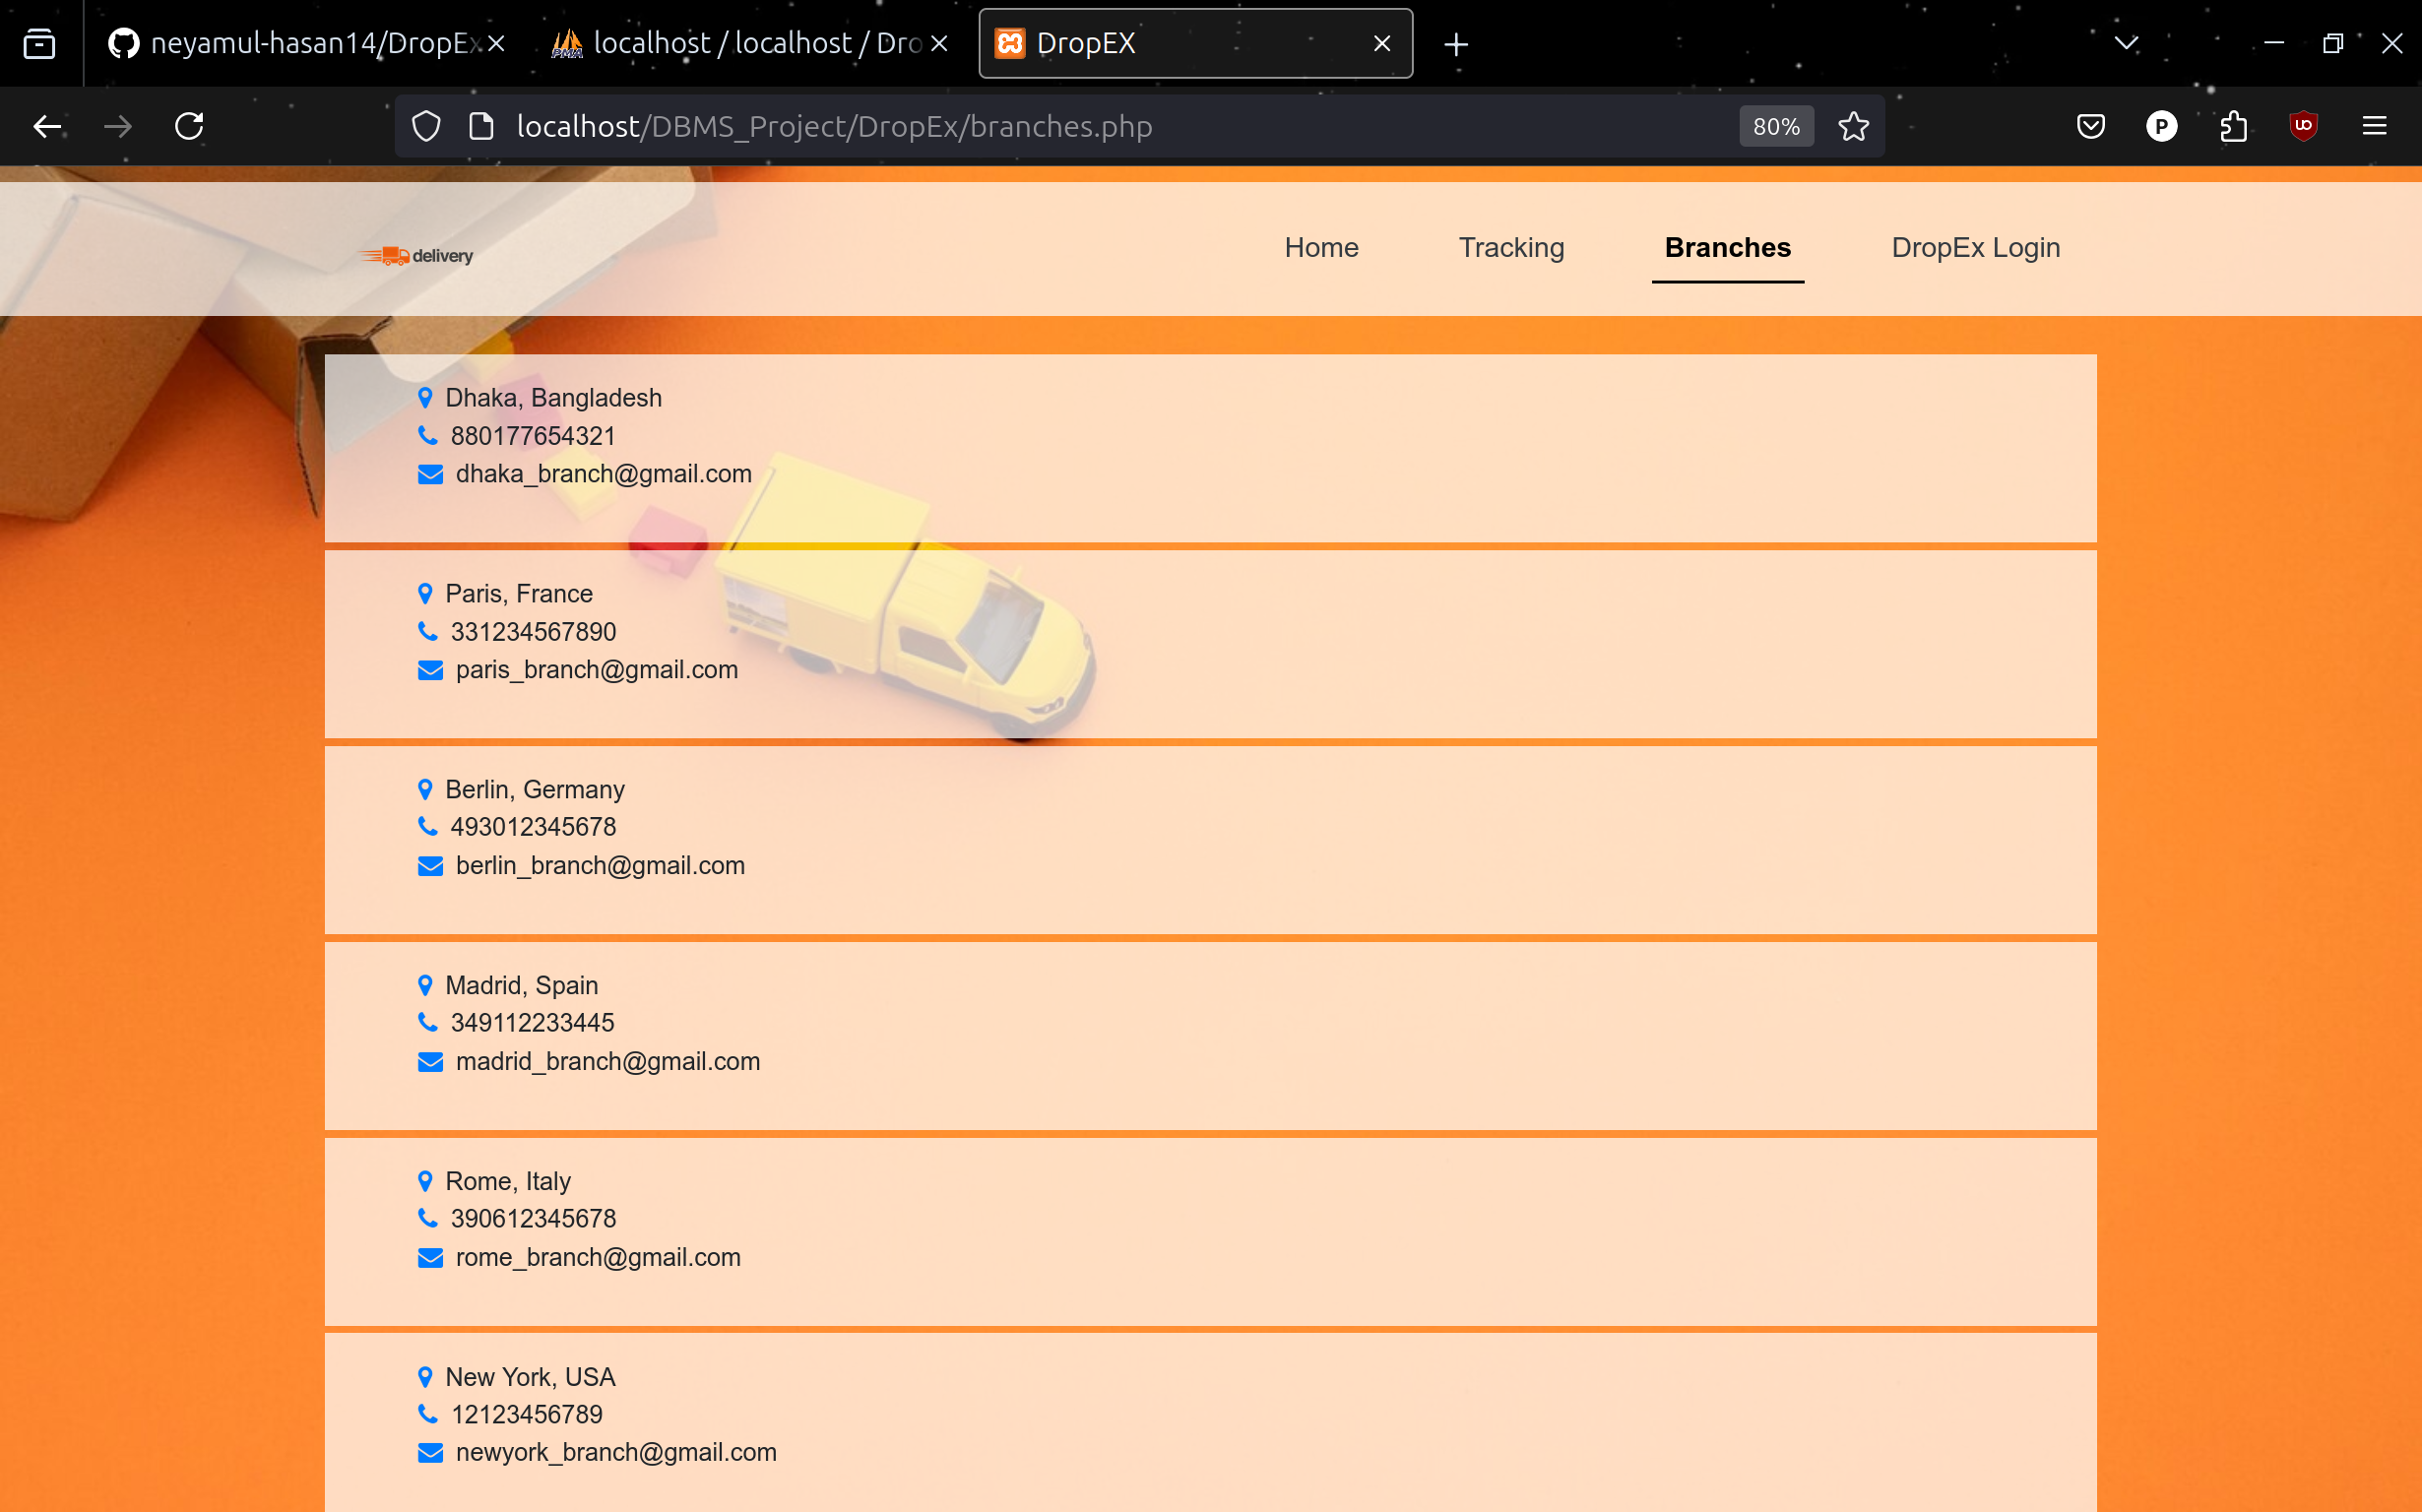 neyamul-hasan14/DropEx
localhost / localhost / Dro
DropEX
localhost/DBMS_Project/DropEx/branches.php
80%
delivery
Home
Tracking
Branches
DropEx Login
Dhaka, Bangladesh
880177654321
dhaka_branch@gmail.com
Paris, France
331234567890
paris_branch@gmail.com
Berlin, Germany
493012345678
berlin_branch@gmail.com
Madrid, Spain
349112233445
madrid_branch@gmail.com
Rome, Italy
390612345678
rome_branch@gmail.com
New York, USA
12123456789
newyork_branch@gmail.com